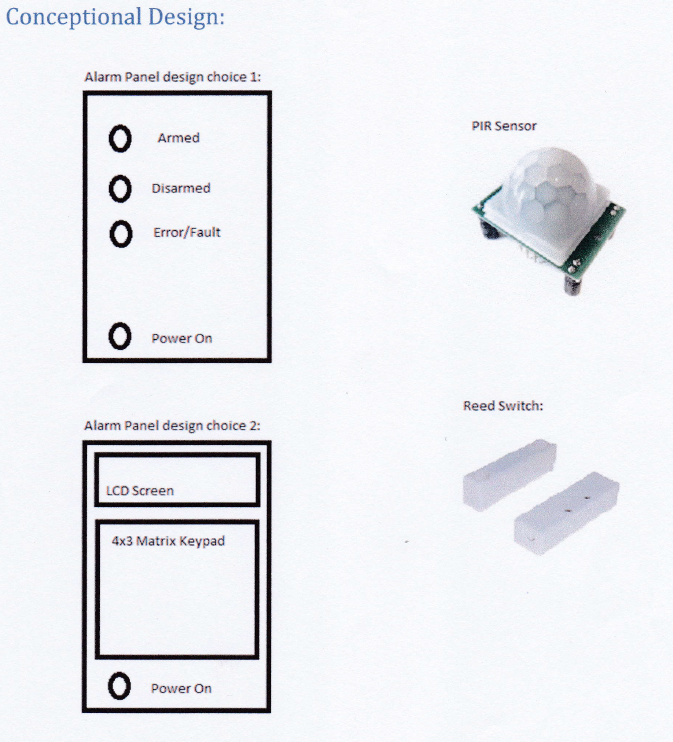 Conceptional Design:
Alarm Panel design choice 1:
Armed
Disarmed
Error/Fault
Power On
PIR Sensor
Alarm Panel design choice 2:
LCD Screen
4x3 Matrix Keypad
Power On
Reed Switch: